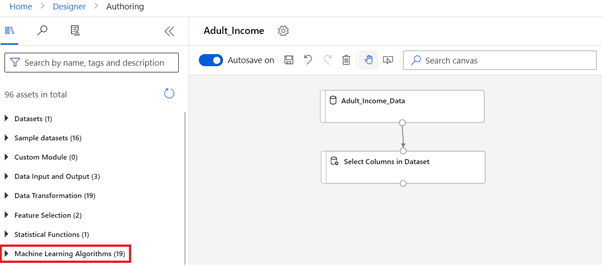 Home > Designer > Authoring
Adult_Income
Search by name, tags and description
Autosave on
Search canvas
96 assets in total
Datasets (1)
Sample datasets (16)
Custom Module (0)
Data Input and Output (3)
Data Transformation (19)
Feature Selection (2)
Statistical Functions (1)
Machine Learning Algorithms (19)
Adult_Income_Data
Select Columns in Dataset